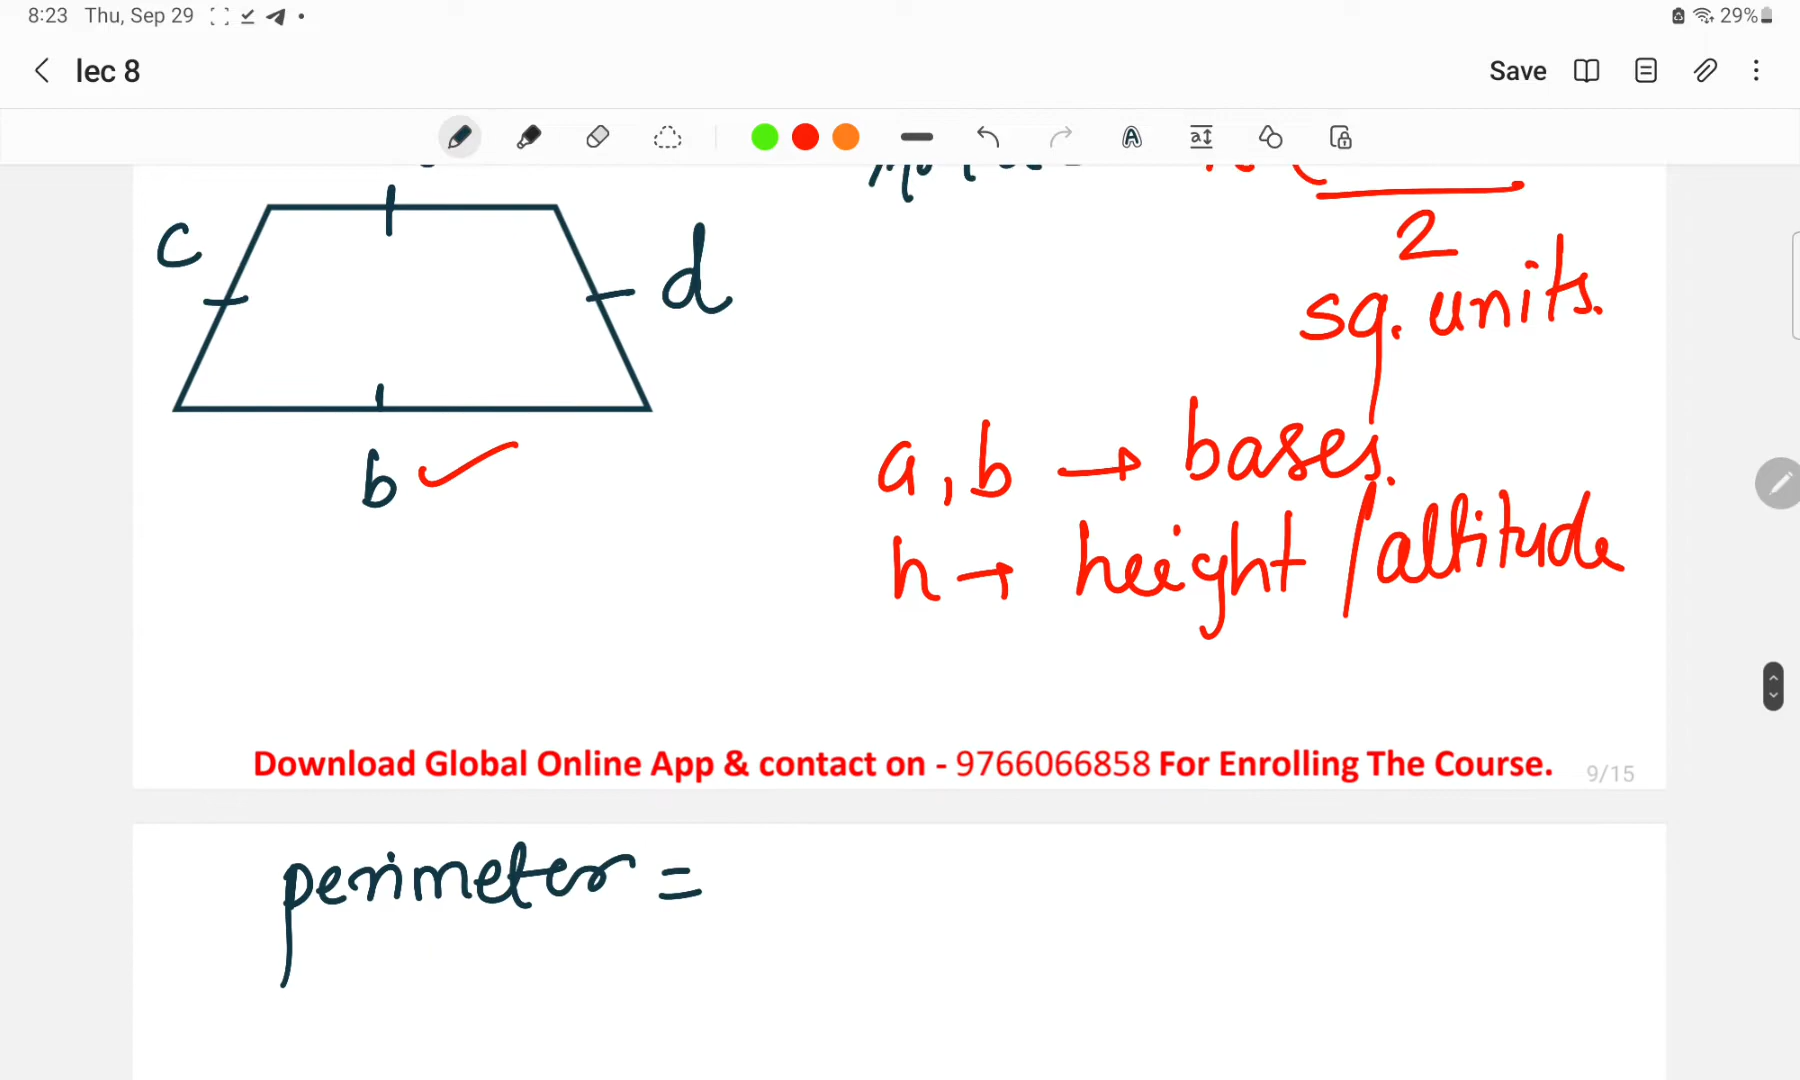 8:23 Thu, Sep 29
29%
lec 8
Save
2
sq. units.
c
d
b
a, b → bases.
h → height / altitude
Download Global Online App & contact on - 9766066858 For Enrolling The Course.
9/15
perimeter =